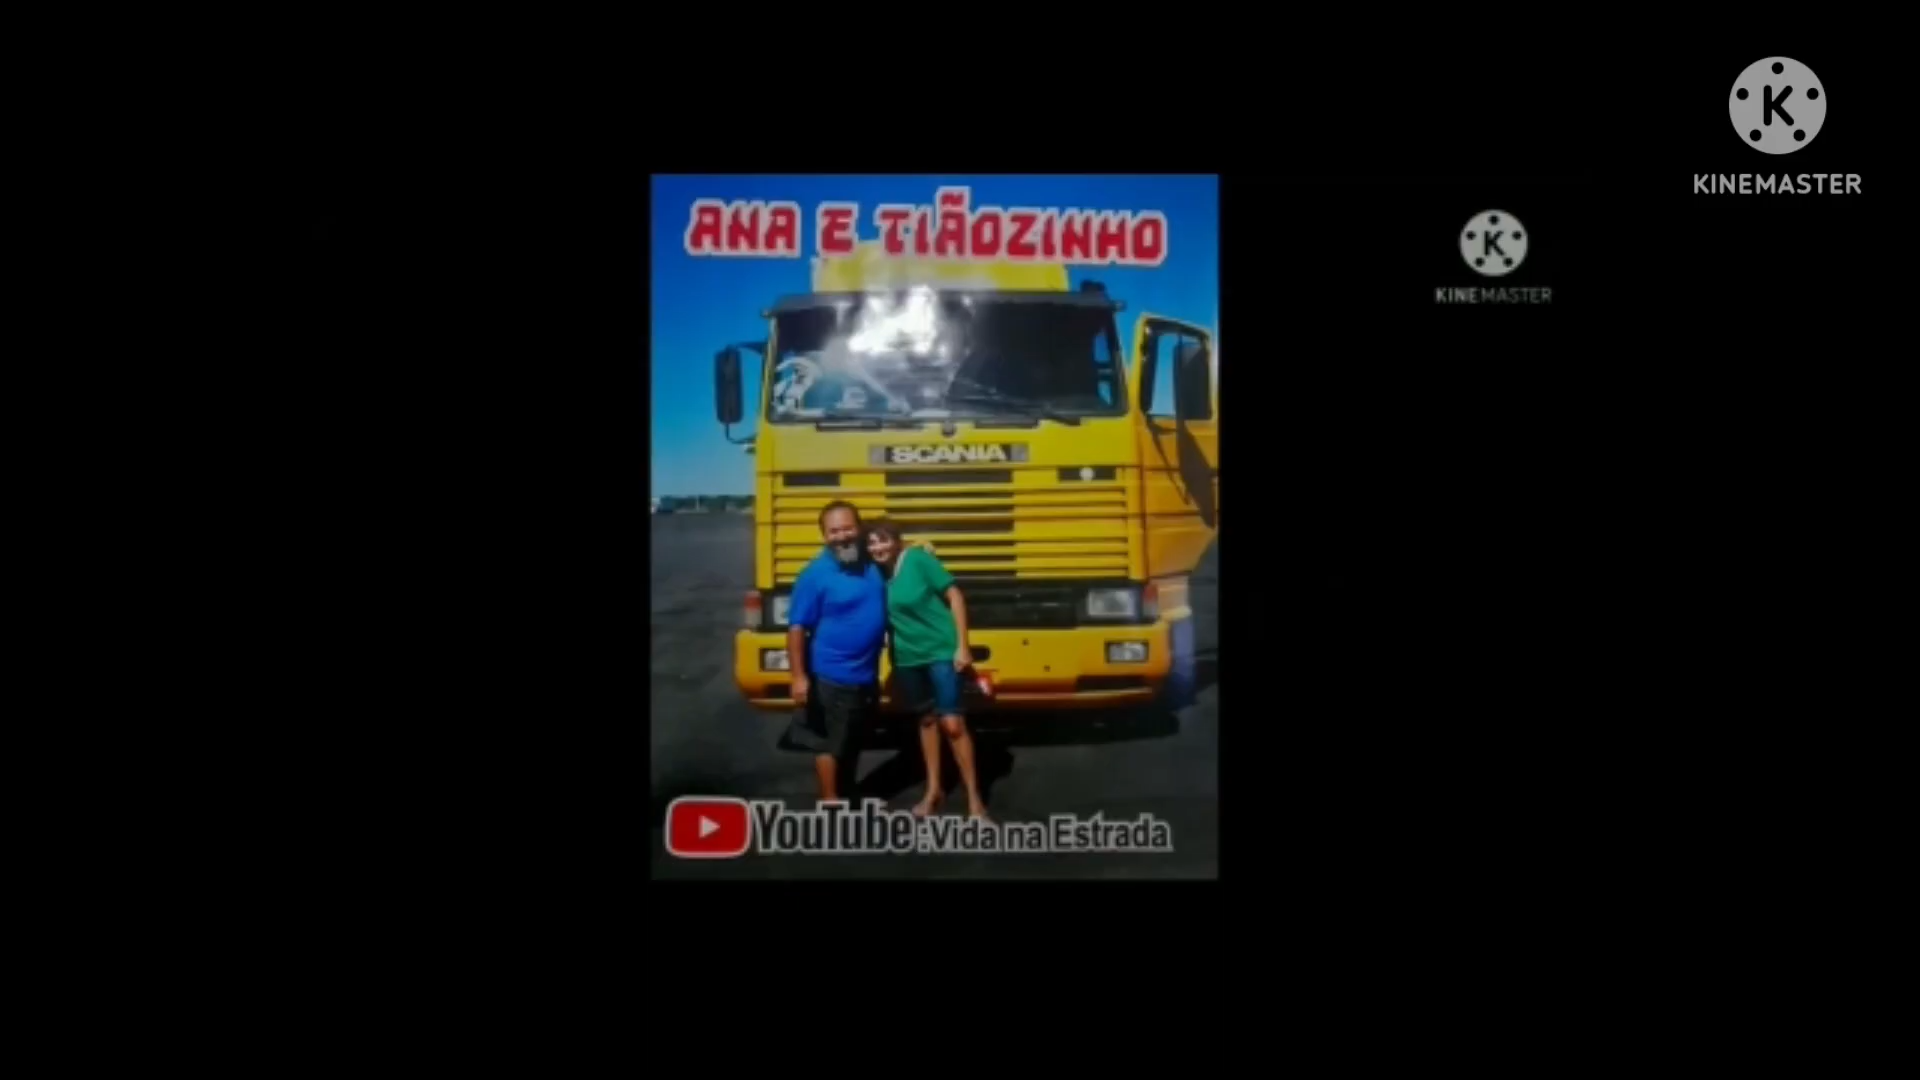 K
KINEMASTER
K
KINEMASTER
ANA E TIÃOZINHO
SCANIA
YouTube:Vida na Estrada